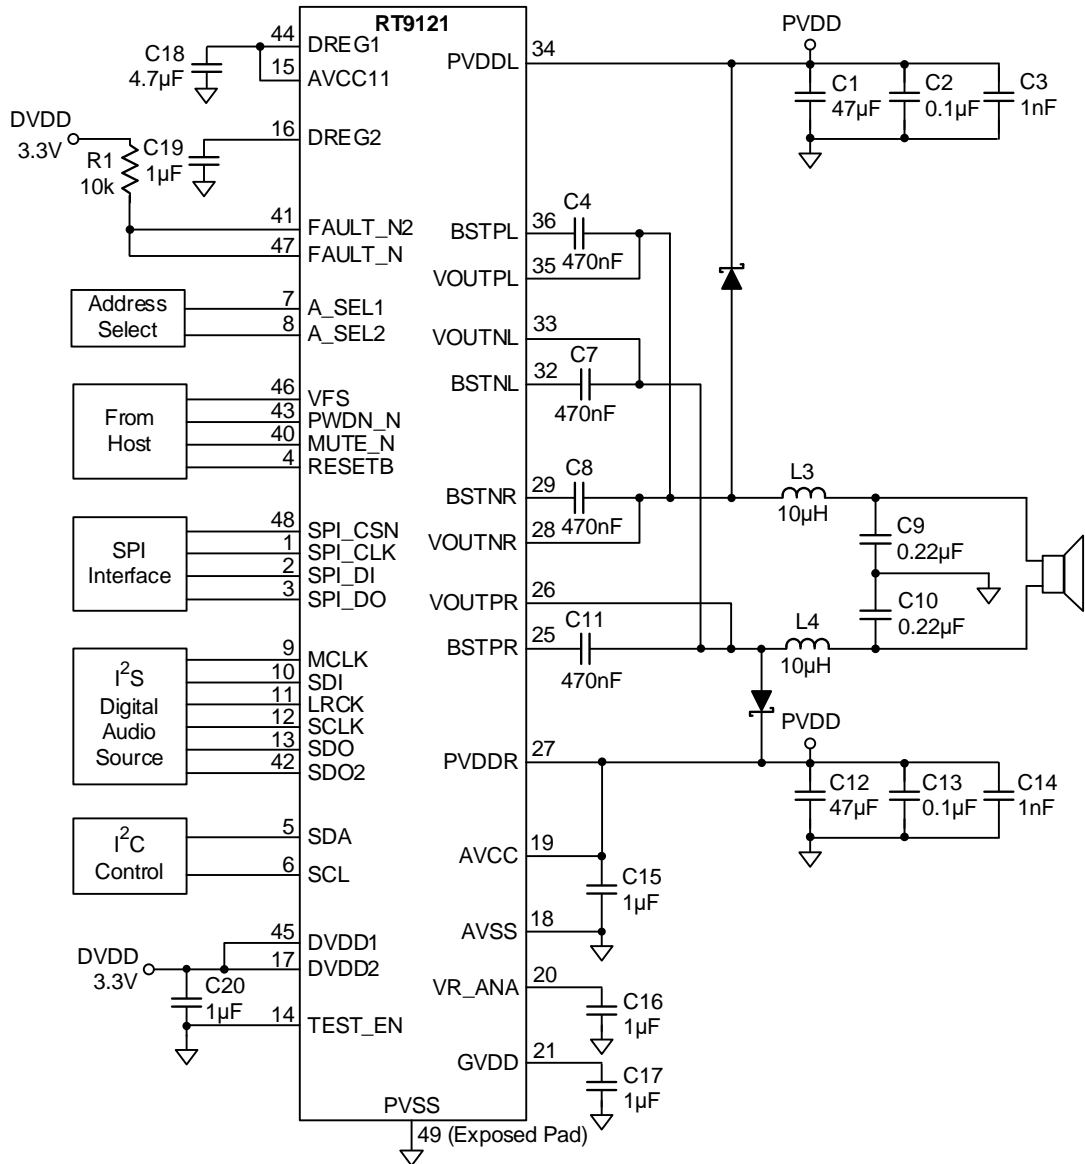 RT9121
44
DREG1
15
AVCC11
C18
4.7µF
16
DREG2
C19
1µF
DVDD
3.3V
R1
10k
41
FAULT_N2
47
FAULT_N
Address
Select
7
A_SEL1
8
A_SEL2
From
Host
46
VFS
43
PWDN_N
40
MUTE_N
4
RESETB
SPI
Interface
48
SPI_CSN
1
SPI_CLK
2
SPI_DI
3
SPI_DO
I2S
Digital
Audio
Source
9
MCLK
10
SDI
11
LRCK
12
SCLK
13
SDO
42
SDO2
I2C
Control
5
SDA
6
SCL
DVDD
3.3V
45
DVDD1
17
DVDD2
C20
1µF
14
TEST_EN
PVSS
49 (Exposed Pad)
PVDDL
34
PVDD
C1
47µF
C2
0.1µF
C3
1nF
BSTPL
36
C4
470nF
VOUTPL
35
VOUTNL
33
BSTNL
32
C7
470nF
BSTNR
29
C8
470nF
VOUTNR
28
L3
10µH
C9
0.22µF
C10
0.22µF
VOUTPR
26
BSTPR
25
C11
470nF
L4
10µH
PVDDR
27
PVDD
C12
47µF
C13
0.1µF
C14
1nF
AVCC
19
C15
1µF
AVSS
18
VR_ANA
20
C16
1µF
GVDD
21
C17
1µF